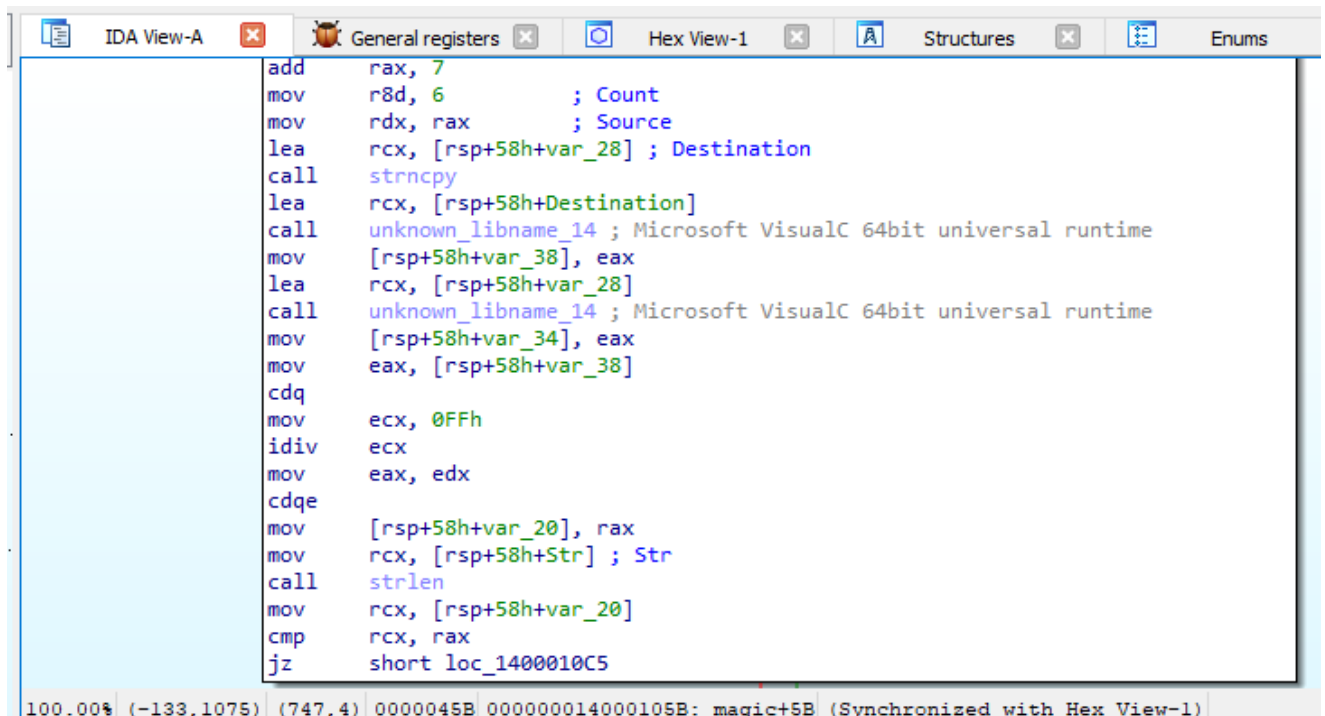 IDA View-A General registers Hex View-1 Structures Enums
add rax, 7
mov r8d, 6 ; Count
mov rdx, rax ; Source
lea rcx, [rsp+58h+var_28] ; Destination
call strncpy
lea rcx, [rsp+58h+Destination]
call unknown_libname_14 ; Microsoft VisualC 64bit universal runtime
mov [rsp+58h+var_38], eax
lea rcx, [rsp+58h+var_28]
call unknown_libname_14 ; Microsoft VisualC 64bit universal runtime
mov [rsp+58h+var_34], eax
mov eax, [rsp+58h+var_38]
cdq
mov ecx, 0FFh
idiv ecx
mov eax, edx
cdqe
mov [rsp+58h+var_20], rax
mov rcx, [rsp+58h+Str] ; Str
call strlen
mov rcx, [rsp+58h+var_20]
cmp rcx, rax
jz short loc_1400010C5
100.00% (-133,1075) (747,4) 0000045B 000000014000105B: magic+5B (Synchronized with Hex View-1)